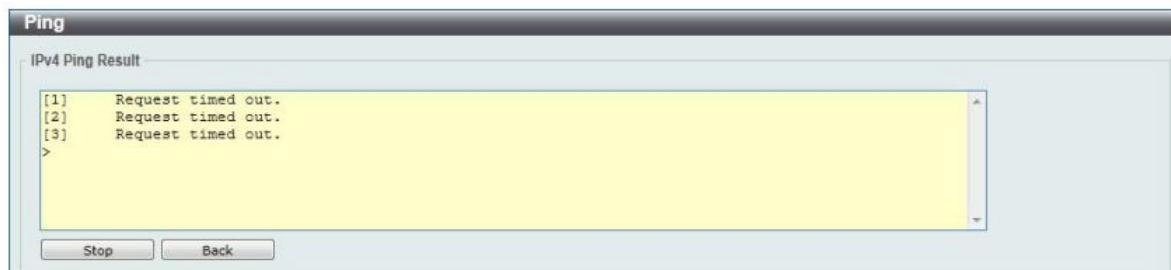 Ping
IPv4 Ping Result
[1] Request timed out.
[2] Request timed out.
[3] Request timed out.
>
Stop Back